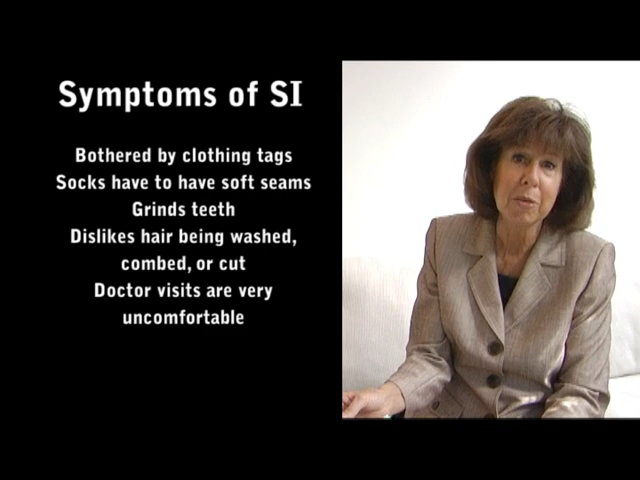 Symptoms of SI
Bothered by clothing tags
Socks have to have soft seams
Grinds teeth
Dislikes hair being washed,
combed, or cut
Doctor visits are very
uncomfortable